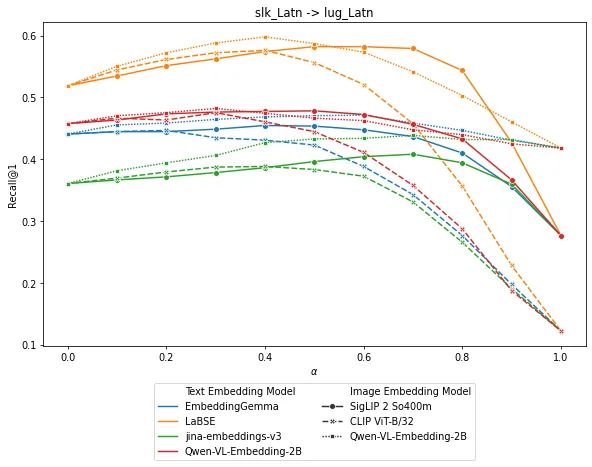 slk_Latn -> lug_Latn
0.6
0.5
0.4
0.3
0.2
0.1
Recall@1
0.0 0.2 0.4 0.6 0.8 1.0
α
Text Embedding Model Image Embedding Model
EmbeddingGemma SigLIP 2 So400m
LaBSE CLIP ViT-B/32
jina-embeddings-v3 Qwen-VL-Embedding-2B
Qwen-VL-Embedding-2B